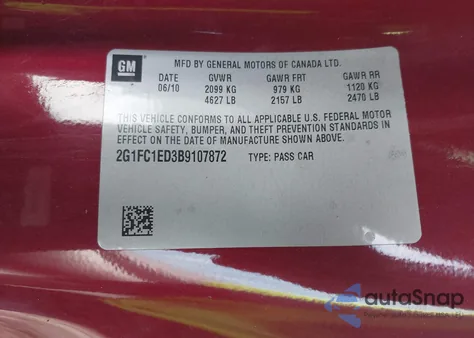 GM
MFD BY GENERAL MOTORS OF CANADA LTD.
DATE GVWR GAWR FRT GAWR RR
06/10 2099 KG 979 KG 1120 KG
4627 LB 2157 LB 2470 LB
THIS VEHICLE CONFORMS TO ALL APPLICABLE U.S. FEDERAL MOTOR
VEHICLE SAFETY, BUMPER, AND THEFT PREVENTION STANDARDS IN
EFFECT ON THE DATE OF MANUFACTURE SHOWN ABOVE.
2G1FC1ED3B9107872 TYPE: PASS CAR
autaSnap